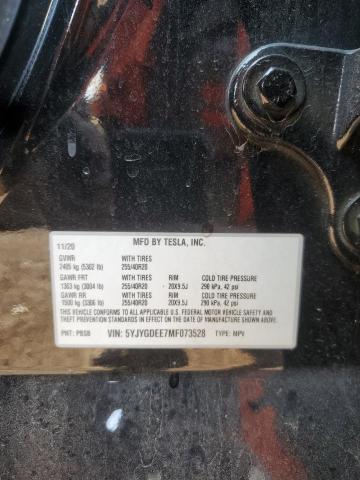 11/20 MFD BY TESLA, INC.
GVWR WITH TIRES
2405 kg (5302 lb) 255/40R20
GAWR FRT WITH TIRES RIM COLD TIRE PRESSURE
1363 kg (3004 lb) 255/40R20 20X9.5J 290 kPa, 42 psi
GAWR RR WITH TIRES RIM COLD TIRE PRESSURE
1500 kg (3306 lb) 255/40R20 20X9.5J 290 kPa, 42 psi
THIS VEHICLE CONFORMS TO ALL APPLICABLE U.S. FEDERAL MOTOR VEHICLE SAFETY AND
THEFT PREVENTION STANDARDS IN EFFECT ON THE DATE OF MANUFACTURE SHOWN ABOVE.
PNT: PBSB VIN: 5YJYGDEE7MF073528 TYPE: MPV